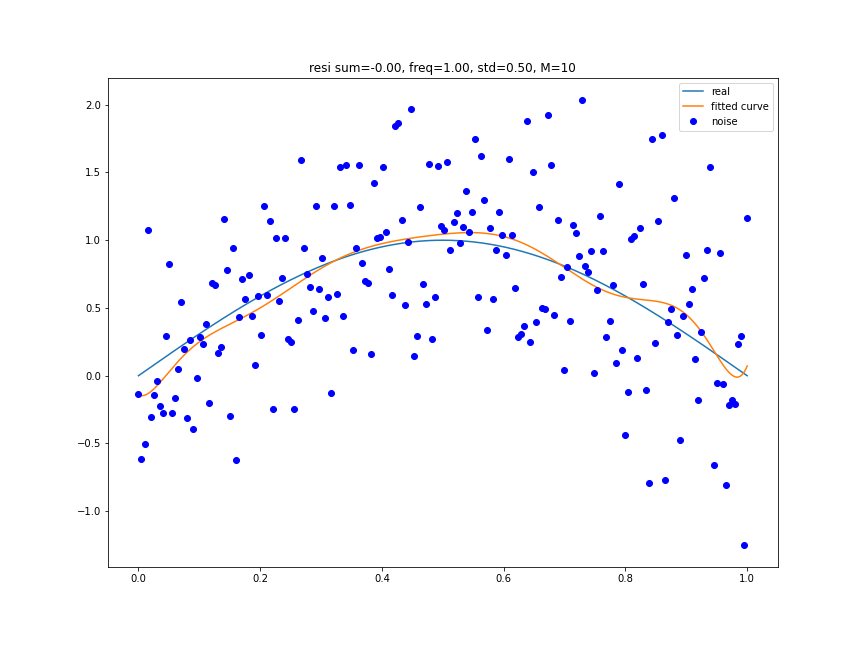 resi sum=-0.00, freq=1.00, std=0.50, M=10
real
fitted curve
noise
2.0
1.5
1.0
0.5
0.0
−0.5
−1.0
0.0 0.2 0.4 0.6 0.8 1.0